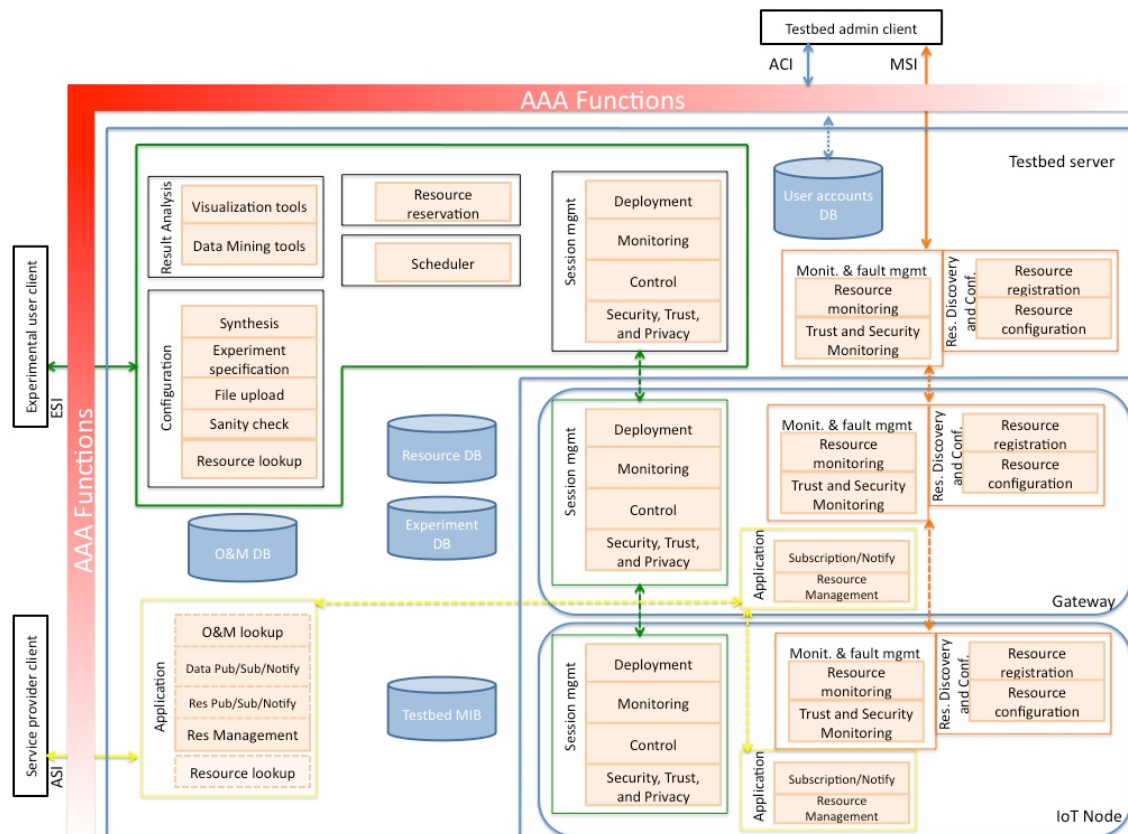 Testbed admin client
ACI
MSI
AAA Functions
AAA Functions
Testbed server
Experimental user client
ESI
Service provider client
ASI
Result Analysis
Visualization tools
Data Mining tools
Resource
reservation
Scheduler
Configuration
Synthesis
Experiment
specification
File upload
Sanity check
Resource lookup
Session mgmt
Deployment
Monitoring
Control
Security, Trust,
and Privacy
User accounts
DB
Monit. & fault mgmt
Resource
monitoring
Trust and Security
Monitoring
Res. Discovery
and Conf.
Resource
registration
Resource
configuration
Resource DB
Experiment
DB
O&M DB
Testbed MIB
Session mgmt
Deployment
Monitoring
Control
Security, Trust,
and Privacy
Monit. & fault mgmt
Resource
monitoring
Trust and Security
Monitoring
Res. Discovery
and Conf.
Resource
registration
Resource
configuration
Application
Subscription/Notify
Resource
Management
Gateway
Application
O&M lookup
Data Pub/Sub/Notify
Res Pub/Sub/Notify
Res Management
Resource lookup
Session mgmt
Deployment
Monitoring
Control
Security, Trust,
and Privacy
Monit. & fault mgmt
Resource
monitoring
Trust and Security
Monitoring
Res. Discovery
and Conf.
Resource
registration
Resource
configuration
Application
Subscription/Notify
Resource
Management
IoT Node